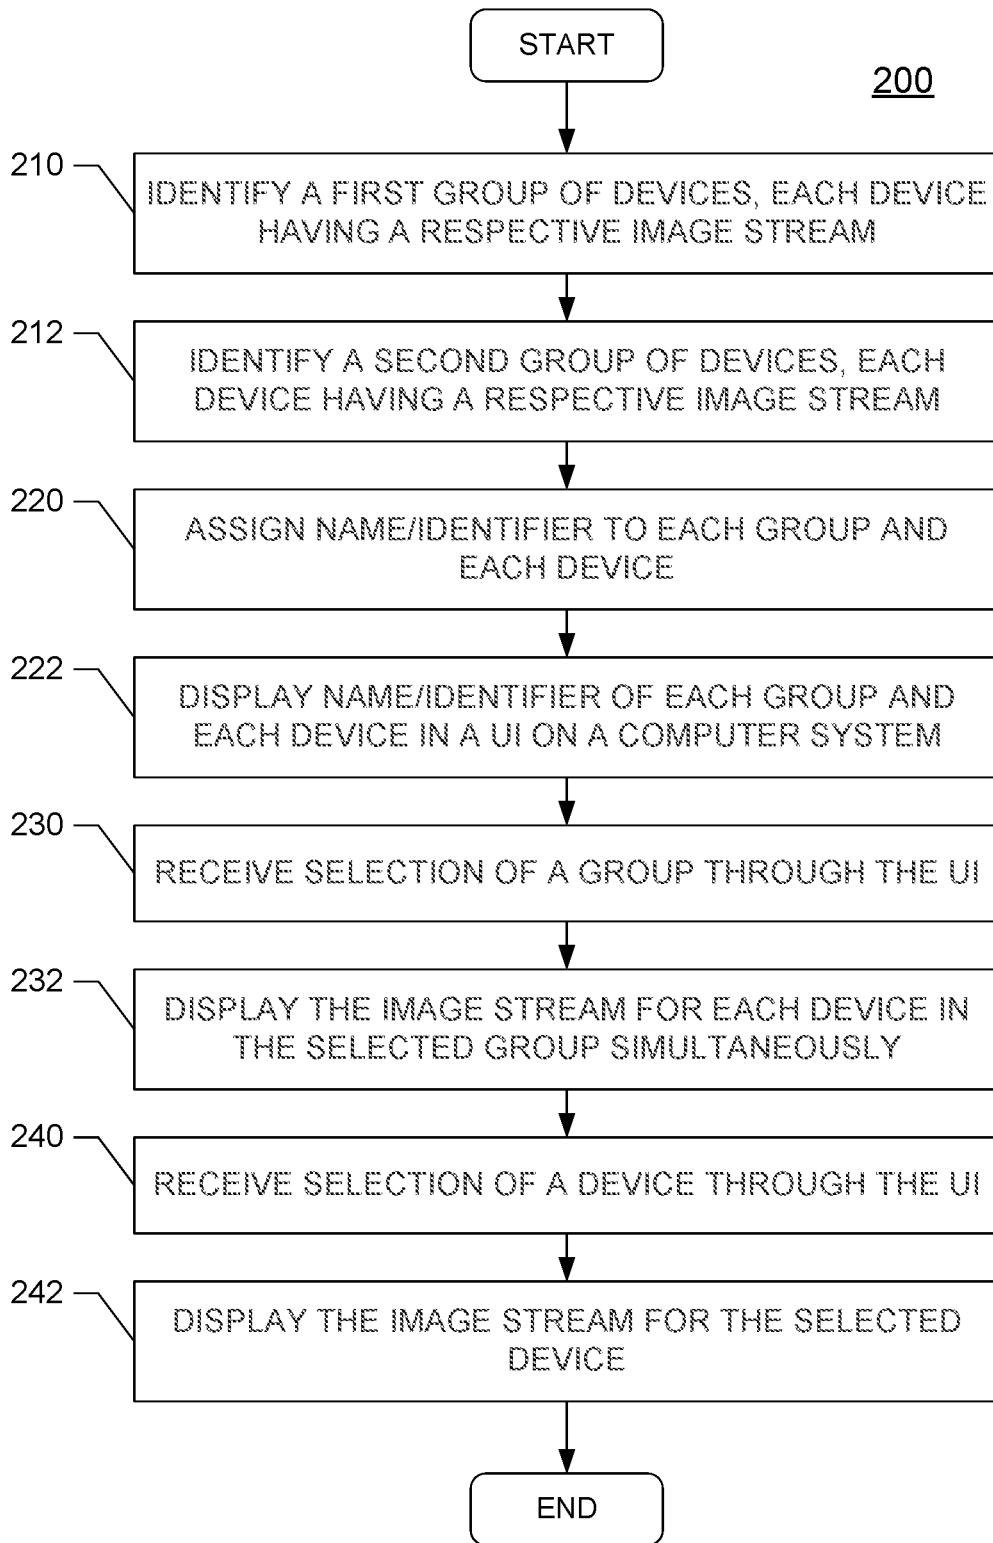 START
200
210
IDENTIFY A FIRST GROUP OF DEVICES, EACH DEVICE
HAVING A RESPECTIVE IMAGE STREAM
212
IDENTIFY A SECOND GROUP OF DEVICES, EACH
DEVICE HAVING A RESPECTIVE IMAGE STREAM
220
ASSIGN NAME/IDENTIFIER TO EACH GROUP AND
EACH DEVICE
222
DISPLAY NAME/IDENTIFIER OF EACH GROUP AND
EACH DEVICE IN A UI ON A COMPUTER SYSTEM
230
RECEIVE SELECTION OF A GROUP THROUGH THE UI
232
DISPLAY THE IMAGE STREAM FOR EACH DEVICE IN
THE SELECTED GROUP SIMULTANEOUSLY
240
RECEIVE SELECTION OF A DEVICE THROUGH THE UI
242
DISPLAY THE IMAGE STREAM FOR THE SELECTED
DEVICE
END